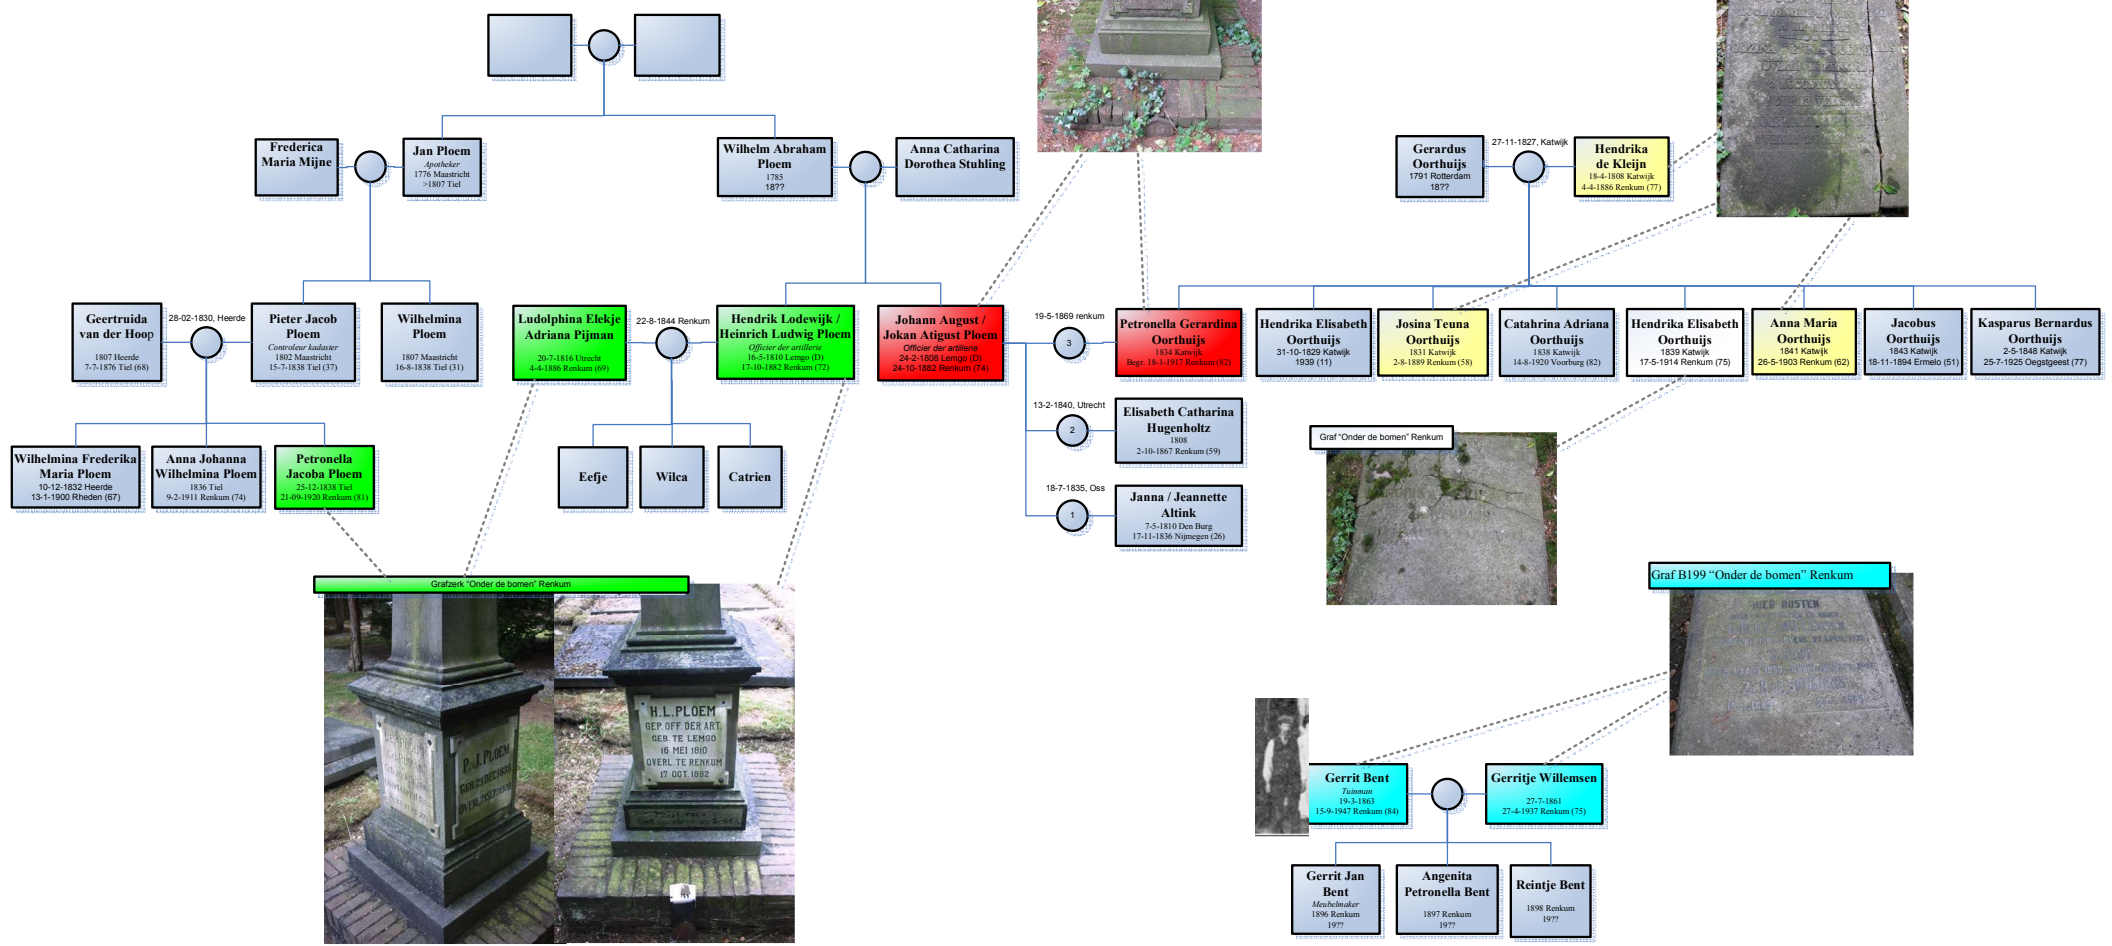 Frederica
Maria Mijne
Jan Ploem
Apotheker
1776 Maastricht
>1807 Tiel
Wilhelm Abraham
Ploem
1785
18??
Anna Catharina
Dorothea Stuhling
27-11-1827, Katwijk
Gerardus
Oorthuijs
1791 Rotterdam
18??
Hendrika
de Kleijn
18-4-1808 Katwijk
4-4-1886 Renkum (77)
Geertruida
van der Hoop
1807 Heerde
7-7-1876 Tiel (68)
28-02-1830, Heerde
Pieter Jacob
Ploem
Controleur kadaster
1802 Maastricht
15-7-1838 Tiel (37)
Wilhelmina
Ploem
1807 Maastricht
16-8-1838 Tiel (31)
Ludolphina Elekje
Adriana Pijman
20-7-1816 Utrecht
4-4-1886 Renkum (69)
22-8-1844 Renkum
Hendrik Lodewijk /
Heinrich Ludwig Ploem
Officier der artillerie
16-5-1810 Lemgo (D)
17-10-1882 Renkum (72)
Johann August /
Jokan Atigust Ploem
Officier der artillerie
24-2-1808 Lemgo (D)
24-10-1882 Renkum (74)
19-5-1869 renkum
3
Petronella Gerardina
Oorthuijs
1834 Katwijk
Begr. 18-1-1917 Renkum (82)
Hendrika Elisabeth
Oorthuijs
31-10-1829 Katwijk
1939 (11)
Josina Teuna
Oorthuijs
1831 Katwijk
2-8-1889 Renkum (58)
Catahrina Adriana
Oorthuijs
1838 Katwijk
14-8-1920 Voorburg (82)
Hendrika Elisabeth
Oorthuijs
1839 Katwijk
17-5-1914 Renkum (75)
Anna Maria
Oorthuijs
1841 Katwijk
26-5-1903 Renkum (62)
Jacobus
Oorthuijs
1843 Katwijk
18-11-1894 Ermelo (51)
Kasparus Bernardus
Oorthuijs
2-5-1848 Katwijk
25-7-1925 Oegstgeest (77)
13-2-1840, Utrecht
2
Elisabeth Catharina
Hugenholtz
1808
2-10-1867 Renkum (59)
18-7-1835, Oss
1
Janna / Jeannette
Altink
7-5-1810 Den Burg
17-11-1836 Nijmegen (26)
Wilhelmina Frederika
Maria Ploem
10-12-1832 Heerde
13-1-1900 Rheden (67)
Anna Johanna
Wilhelmina Ploem
1836 Tiel
9-2-1911 Renkum (74)
Petronella
Jacoba Ploem
25-12-1838 Tiel
21-09-1920 Renkum (81)
Eefje
Wilca
Catrien
Graf "Onder de bomen" Renkum
Grafzerk "Onder de bomen" Renkum
Graf B199 "Onder de bomen" Renkum
HIER RUSTEN
P. J. PLOEM
GEB. 25 DEC. 1838
H.L. PLOEM
GEP. OFF. DER ART.
GEB. TE LEMGO
16 MEI 1810
OVERL. TE RENKUM
17 OCT. 1882
Gerrit Bent
Tuinman
19-3-1863
15-9-1947 Renkum (84)
Gerritje Willemsen
27-7-1861
27-4-1937 Renkum (75)
Gerrit Jan
Bent
Meubelmaker
1896 Renkum
19??
Angenita
Petronella Bent
1897 Renkum
19??
Reintje Bent
1898 Renkum
19??